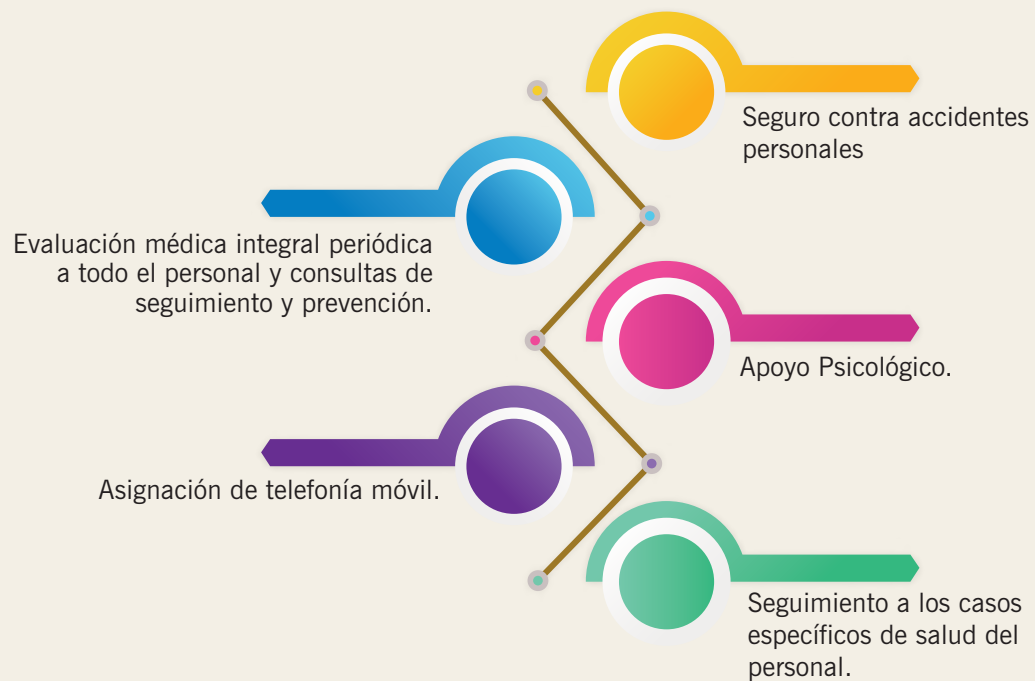 Seguro contra accidentes
personales
Evaluación médica integral periódica
a todo el personal y consultas de
seguimiento y prevención.
Apoyo Psicológico.
Asignación de telefonía móvil.
Seguimiento a los casos
específicos de salud del
personal.